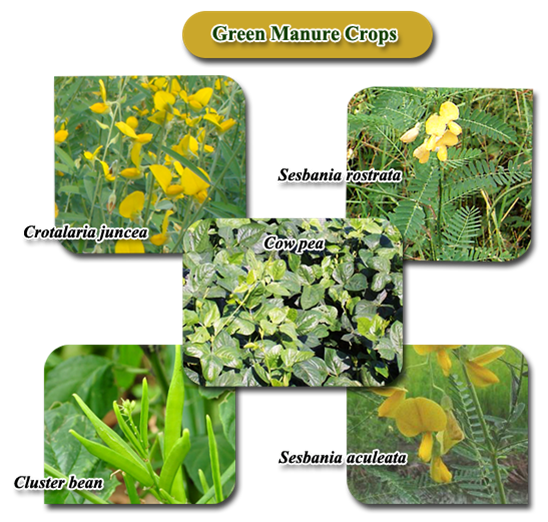 Green Manure Crops
Sesbania rostrata
Crotalaria juncea
Cow pea
Sesbania aculeata
Cluster bean